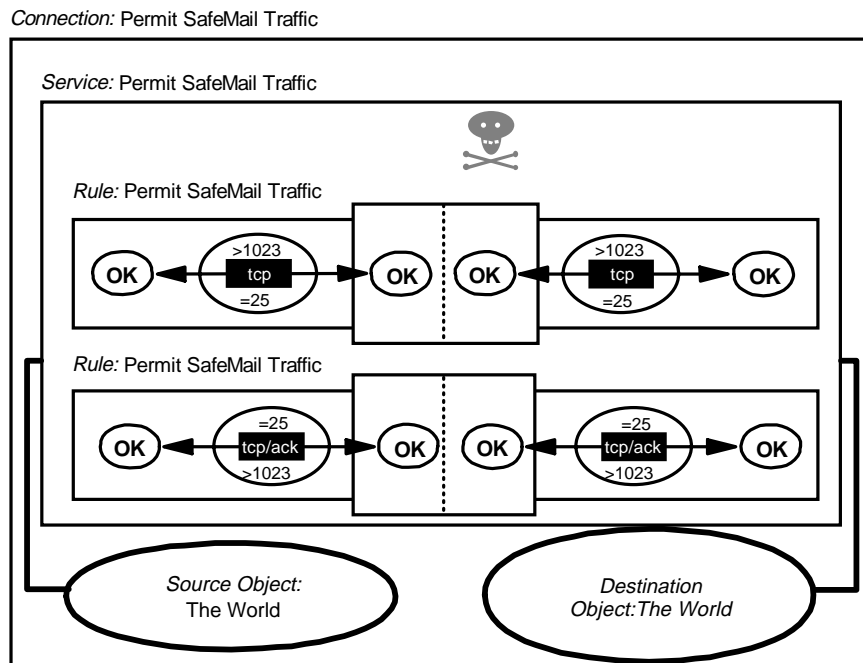 Connection: Permit SafeMail Traffic
Service: Permit SafeMail Traffic
Rule: Permit SafeMail Traffic
OK >1023 tcp =25 OK OK >1023 tcp =25 OK
Rule: Permit SafeMail Traffic
OK =25 tcp/ack >1023 OK OK =25 tcp/ack >1023 OK
Source Object:
The World
Destination
Object:The World